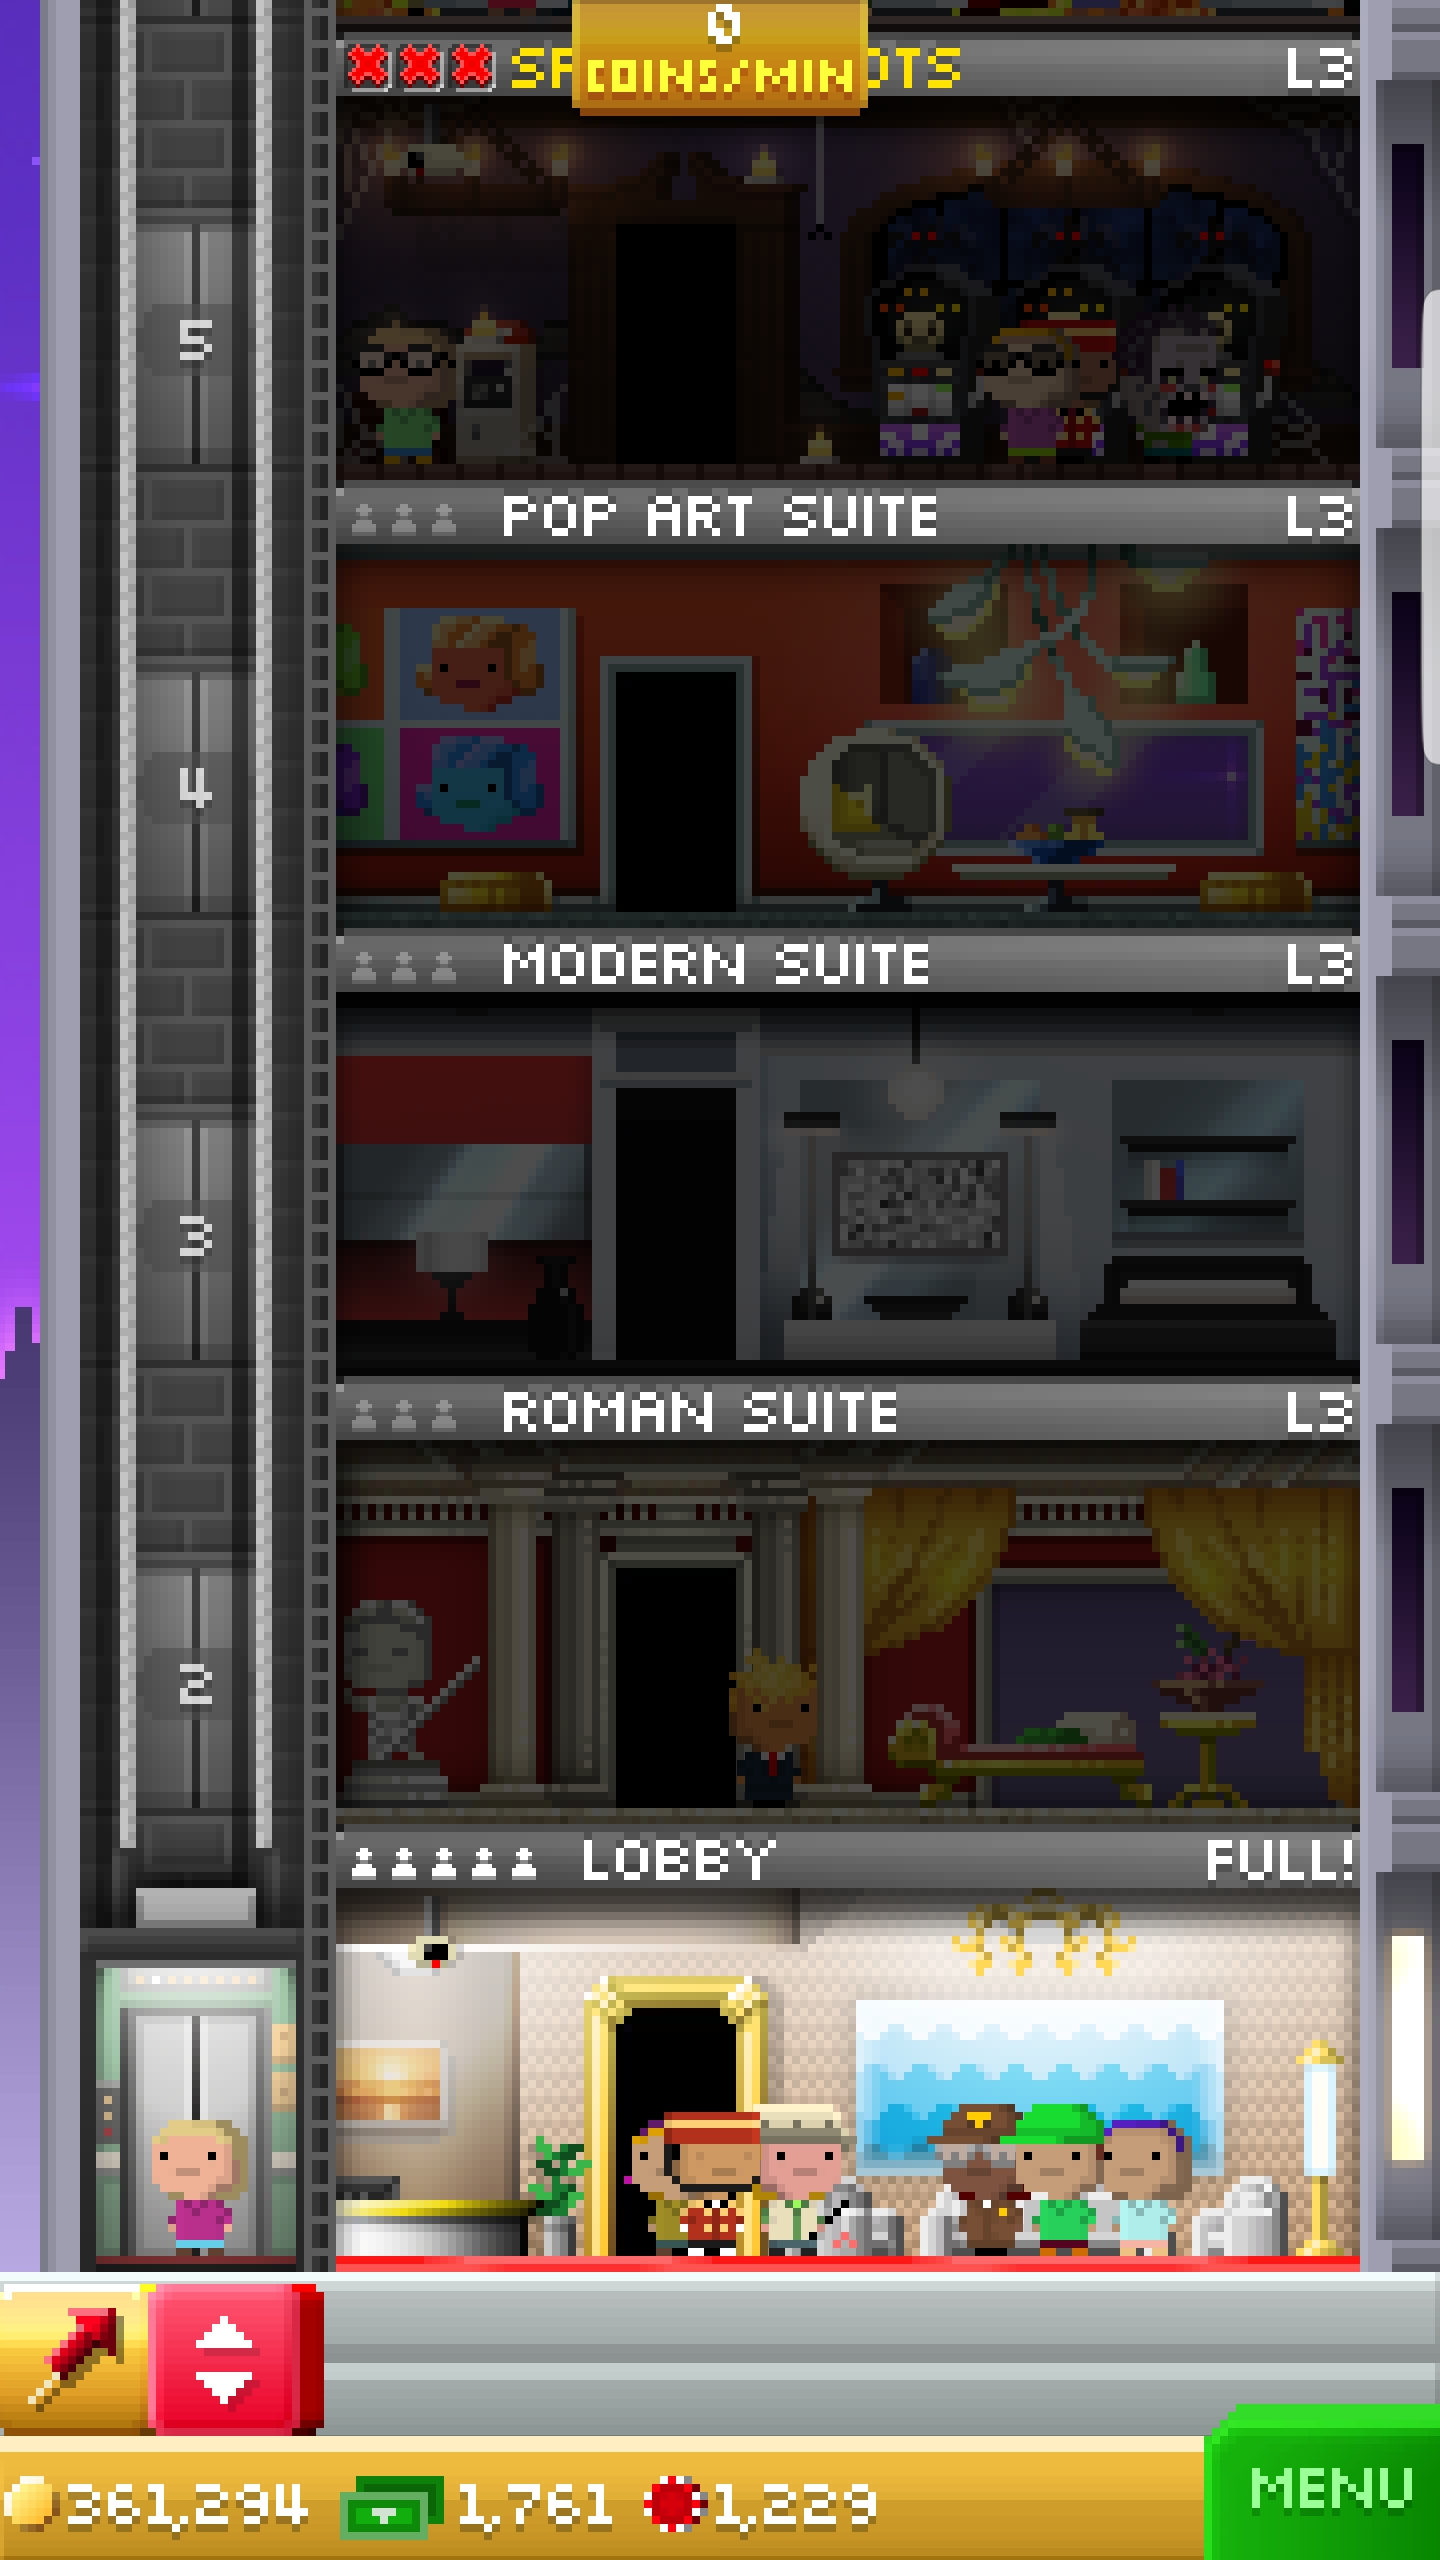 0
COINS/MIN
L3
5
POP ART SUITE L3
4
MODERN SUITE L3
3
ROMAN SUITE L3
2
LOBBY FULL!
361,294 1,761 1,229
MENU